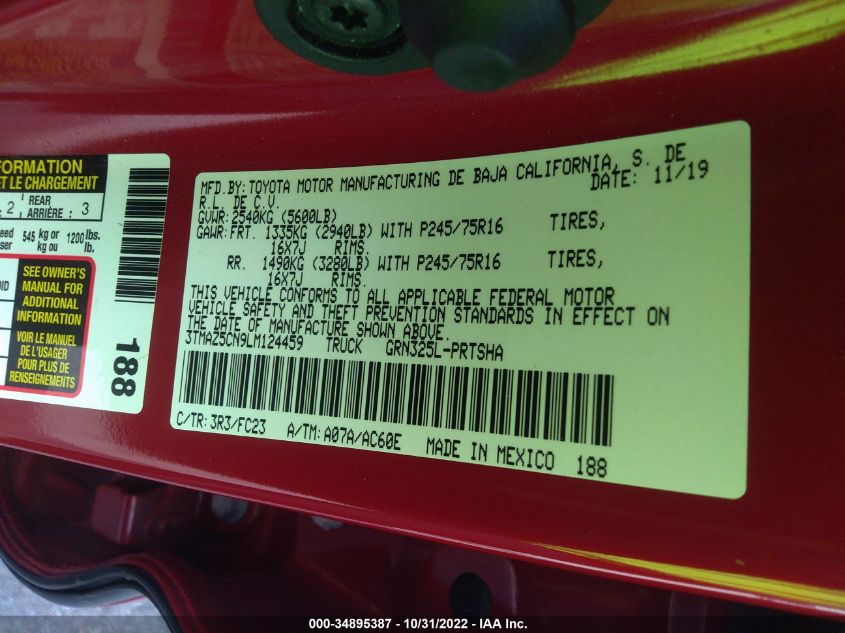 FORMATION
ET LE CHARGEMENT
2 REAR ARRIÈRE : 3
545 kg or kg ou 1200 lbs. lb.
SEE OWNER'S
MANUAL FOR
ADDITIONAL
INFORMATION
VOIR LE MANUEL
DE L'USAGER
POUR PLUS DE
RENSEIGNEMENTS
188
MFD.BY:TOYOTA MOTOR MANUFACTURING DE BAJA CALIFORNIA, S. DE
R.L. DE C.V. DATE: 11/19
GVWR:2540KG (5600LB)
GAWR:FRT. 1335KG (2940LB) WITH P245/75R16 TIRES,
16X7J RIMS.
RR. 1490KG (3280LB) WITH P245/75R16 TIRES,
16X7J RIMS.
THIS VEHICLE CONFORMS TO ALL APPLICABLE FEDERAL MOTOR
VEHICLE SAFETY AND THEFT PREVENTION STANDARDS IN EFFECT ON
THE DATE OF MANUFACTURE SHOWN ABOVE.
3TMAZ5CN9LM124459 TRUCK GRN325L-PRTSHA
C/TR:3R3/FC23 A/TM:A07A/AC60E MADE IN MEXICO 188
000-34895387 - 10/31/2022 - IAA Inc.